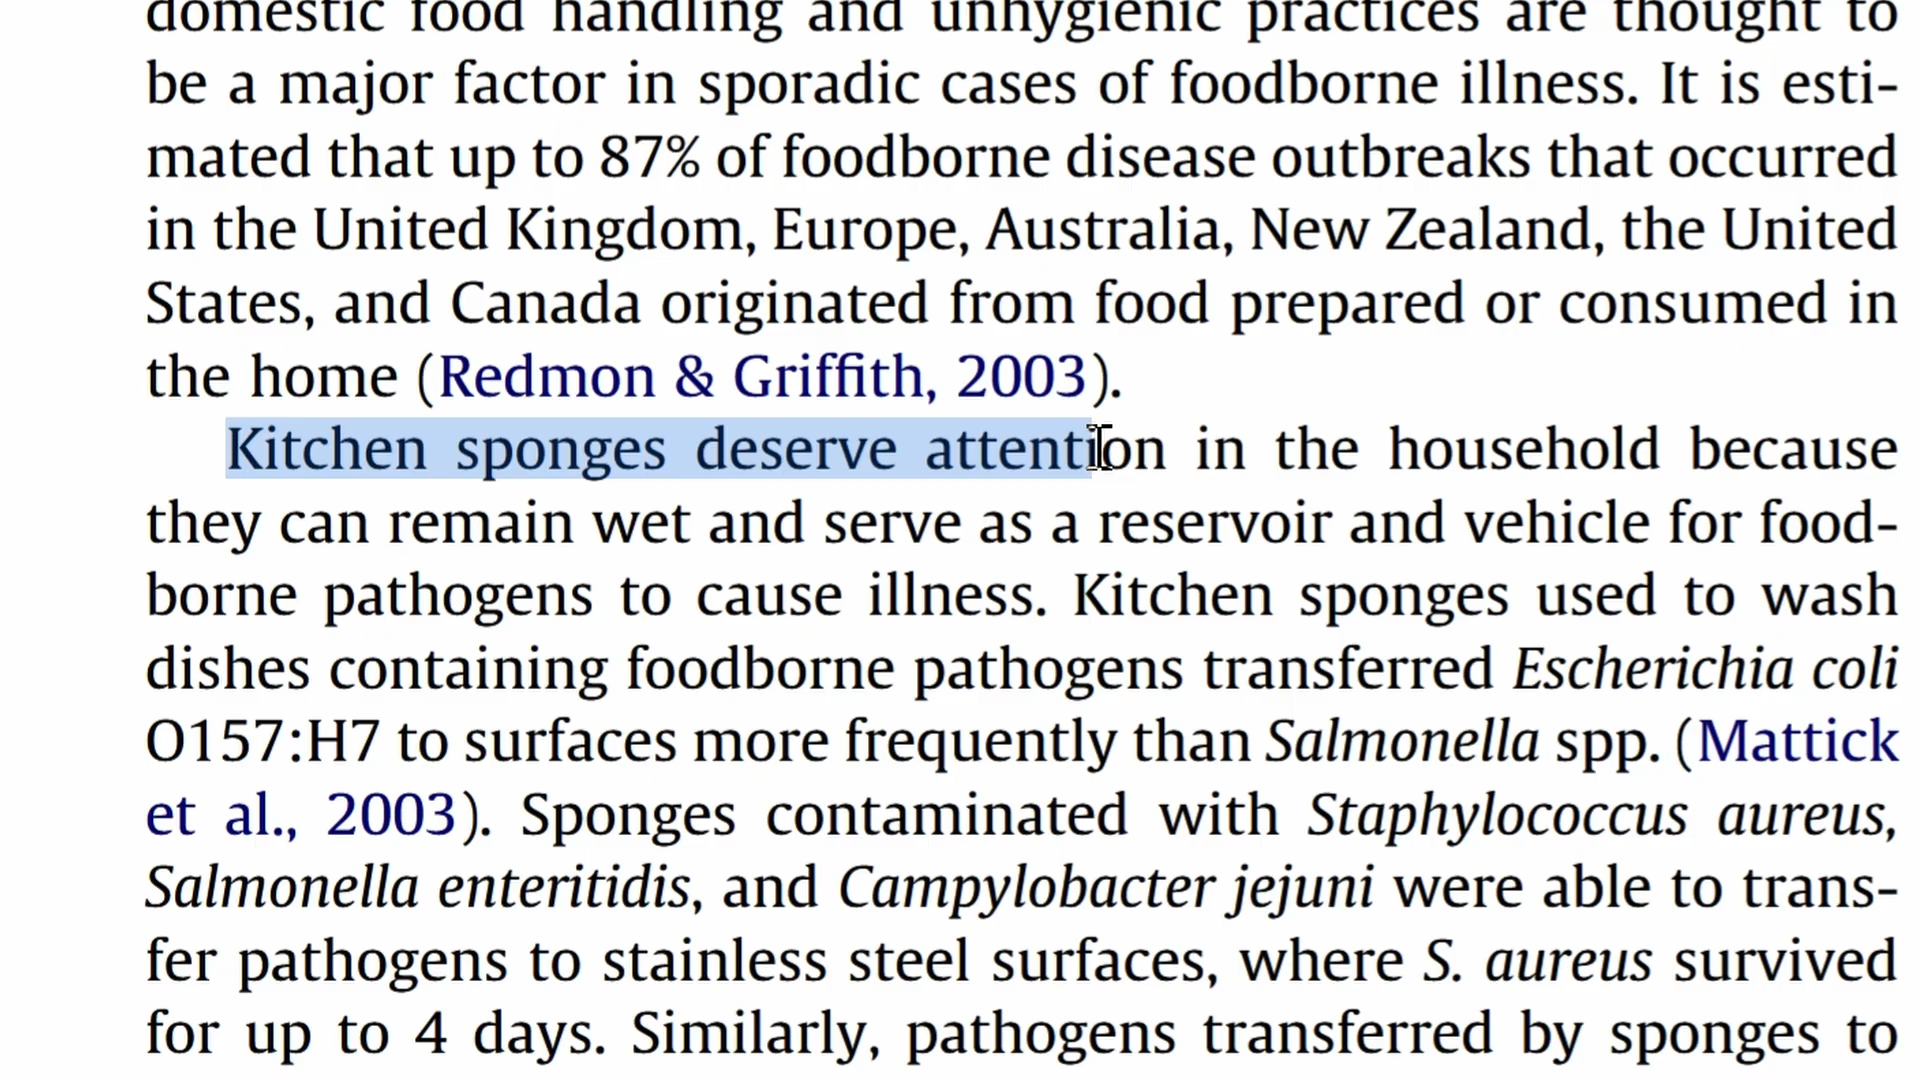 domestic food handling and unhygienic practices are thought to
be a major factor in sporadic cases of foodborne illness. It is esti-
mated that up to 87% of foodborne disease outbreaks that occurred
in the United Kingdom, Europe, Australia, New Zealand, the United
States, and Canada originated from food prepared or consumed in
the home (Redmon & Griffith, 2003).
Kitchen sponges deserve attention in the household because
they can remain wet and serve as a reservoir and vehicle for food-
borne pathogens to cause illness. Kitchen sponges used to wash
dishes containing foodborne pathogens transferred Escherichia coli
O157:H7 to surfaces more frequently than Salmonella spp. (Mattick
et al., 2003). Sponges contaminated with Staphylococcus aureus,
Salmonella enteritidis, and Campylobacter jejuni were able to trans-
fer pathogens to stainless steel surfaces, where S. aureus survived
for up to 4 days. Similarly, pathogens transferred by sponges to